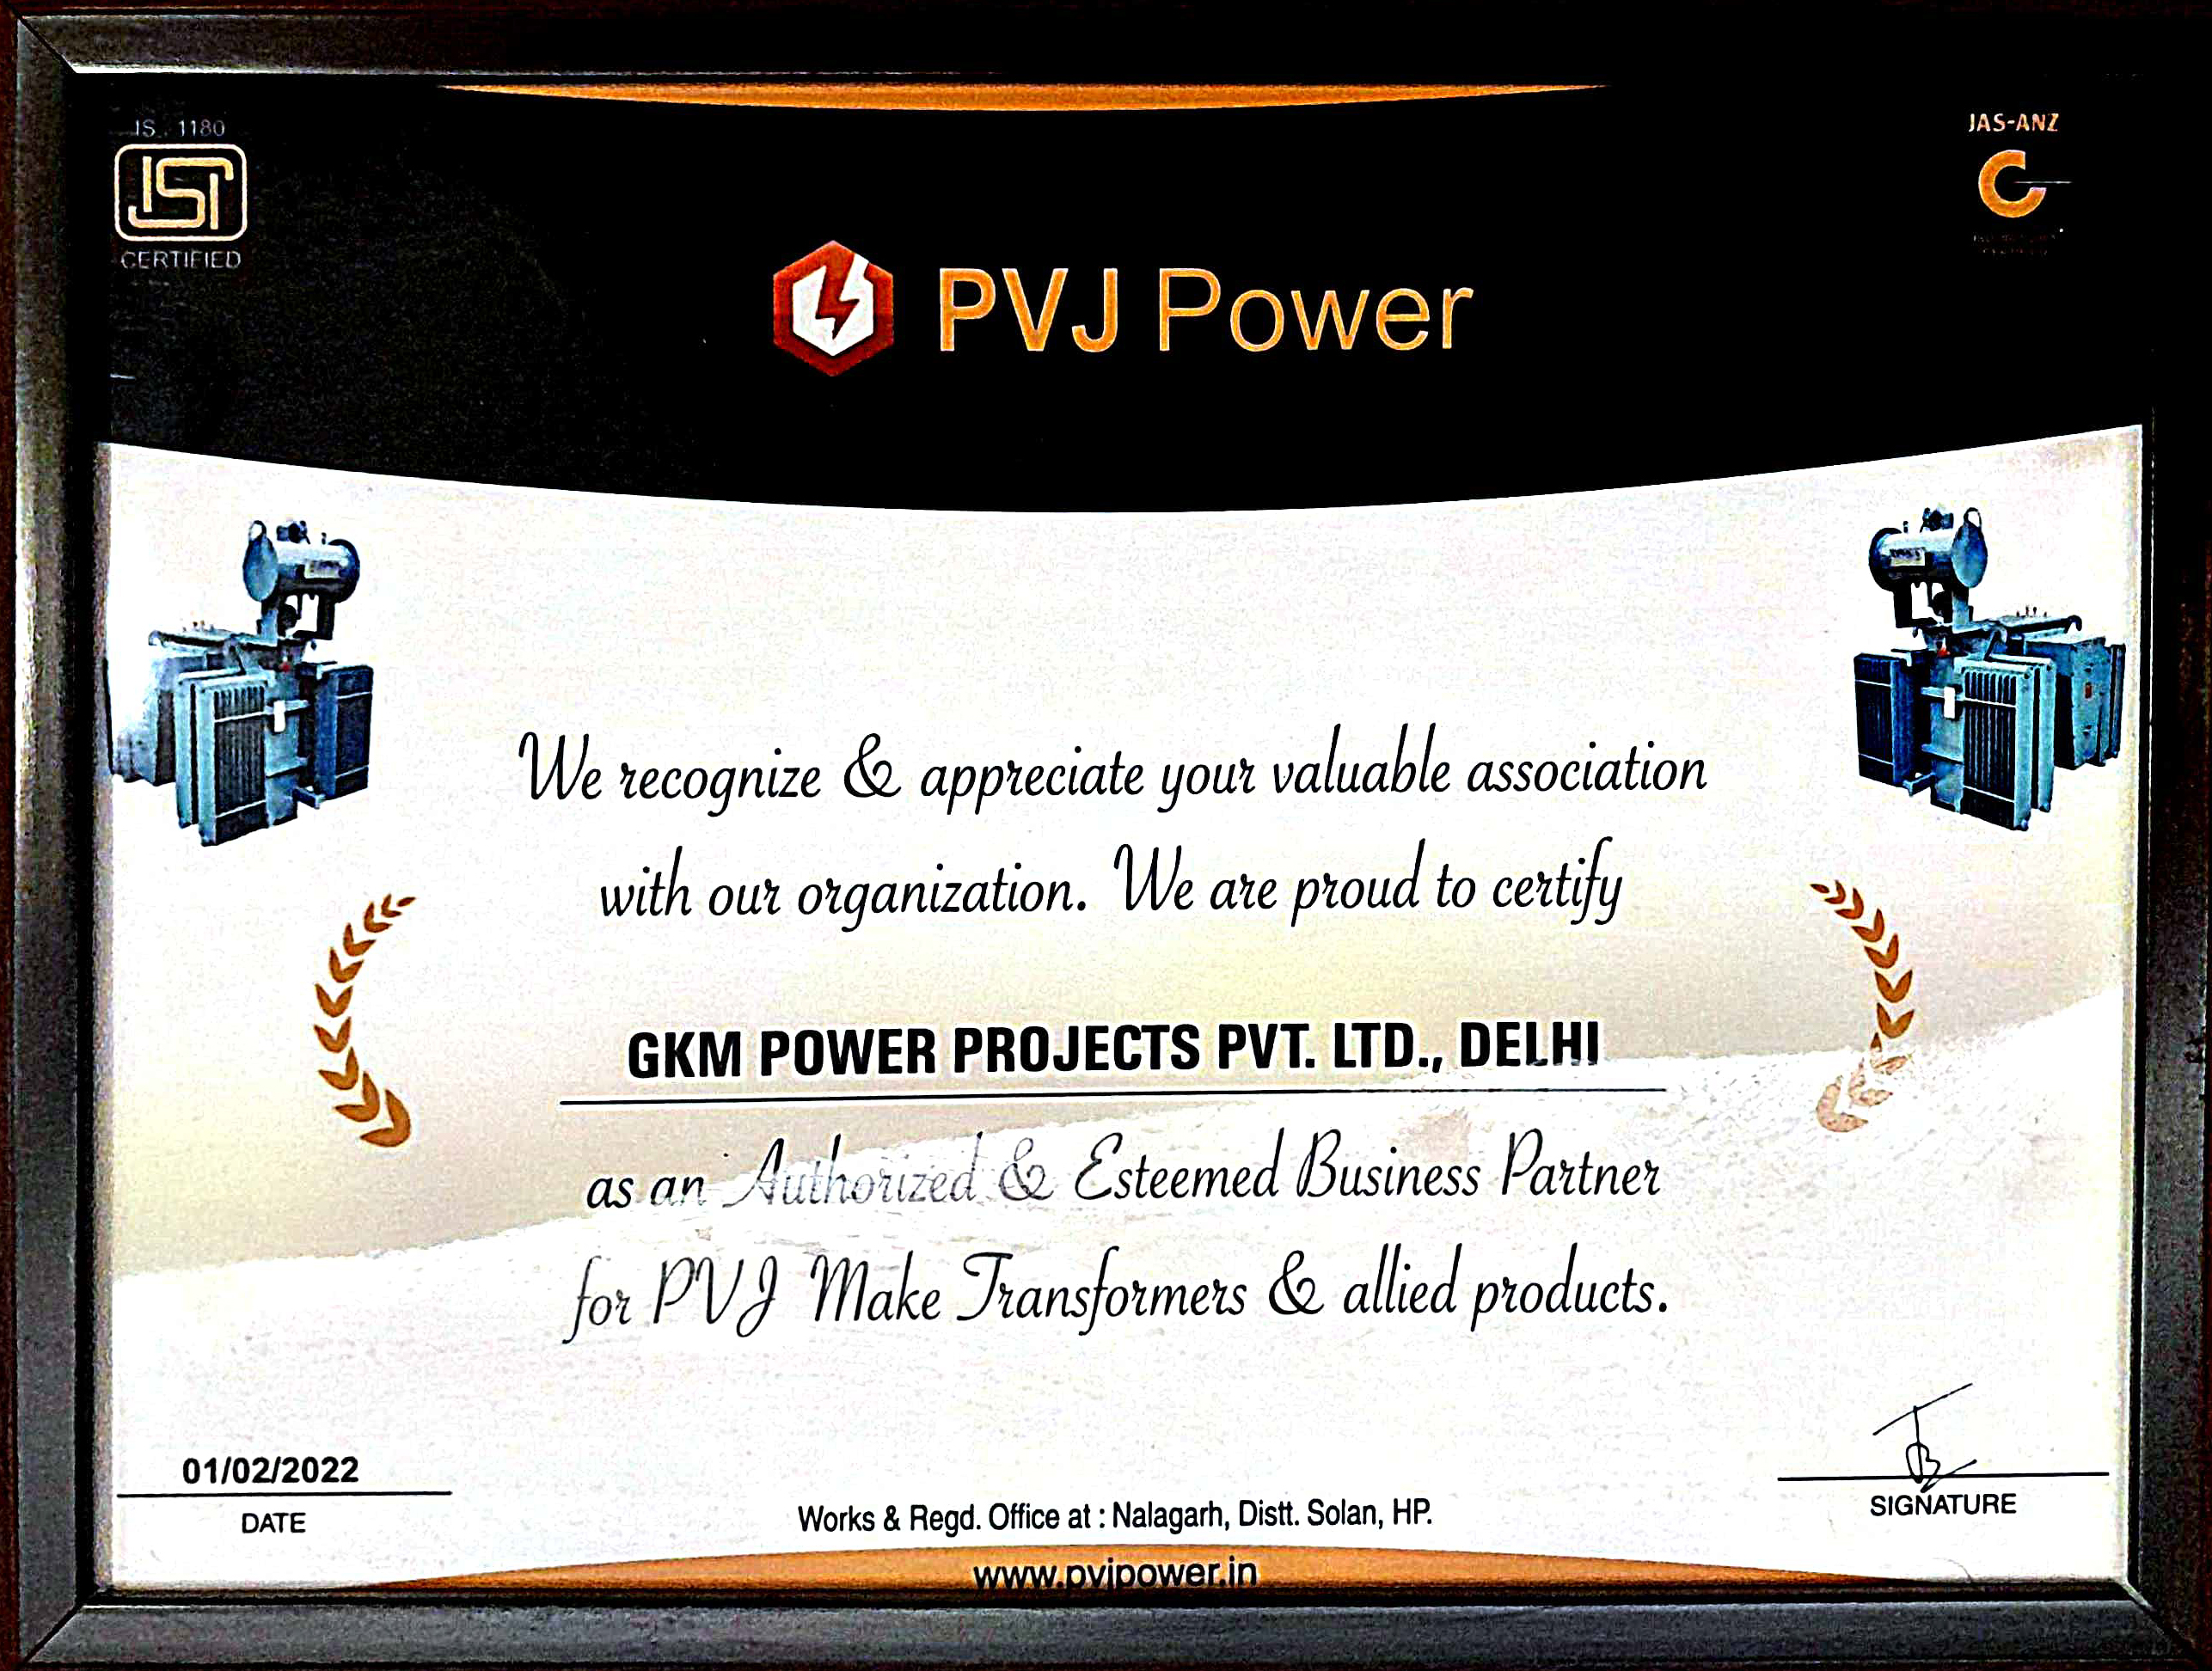 IS : 1180
ISI
CERTIFIED
JAS-ANZ
PVJ Power
We recognize & appreciate your valuable association
with our organization. We are proud to certify
GKM POWER PROJECTS PVT. LTD., DELHI
as an Authorized & Esteemed Business Partner
for PVJ Make Transformers & allied products.
01/02/2022
DATE
Works & Regd. Office at : Nalagarh, Distt. Solan, HP.
SIGNATURE
www.pvjpower.in